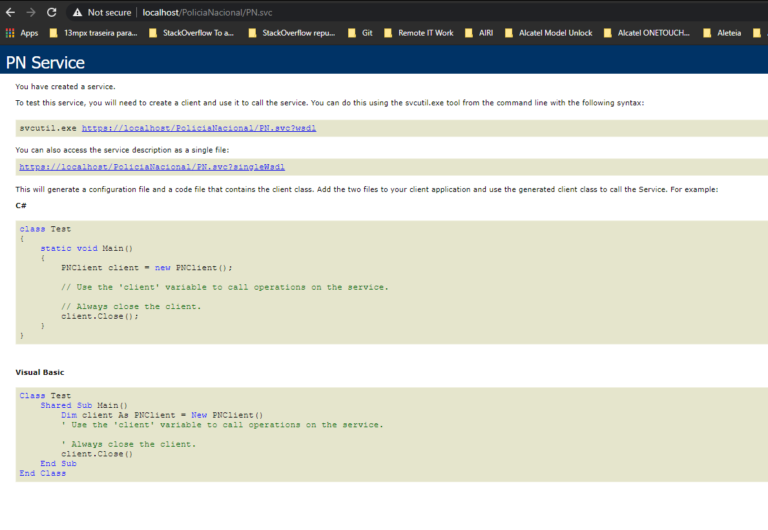 Not secure | localhost/PoliciaNacional/PN.svc
Apps 13mpx traseira para... StackOverflow To a... StackOverflow repu... Git Remote IT Work AIRI Alcatel Model Unlock Alcatel ONETOUCH... Aleteia
PN Service
You have created a service.
To test this service, you will need to create a client and use it to call the service. You can do this using the svcutil.exe tool from the command line with the following syntax:
svcutil.exe https://localhost/PoliciaNacional/PN.svc?wsdl
You can also access the service description as a single file:
https://localhost/PoliciaNacional/PN.svc?singleWsdl
This will generate a configuration file and a code file that contains the client class. Add the two files to your client application and use the generated client class to call the Service. For example:
C#
class Test
{
static void Main()
{
PNClient client = new PNClient();
// Use the 'client' variable to call operations on the service.
// Always close the client.
client.Close();
}
}
Visual Basic
Class Test
Shared Sub Main()
Dim client As PNClient = New PNClient()
' Use the 'client' variable to call operations on the service.
' Always close the client.
client.Close()
End Sub
End Class